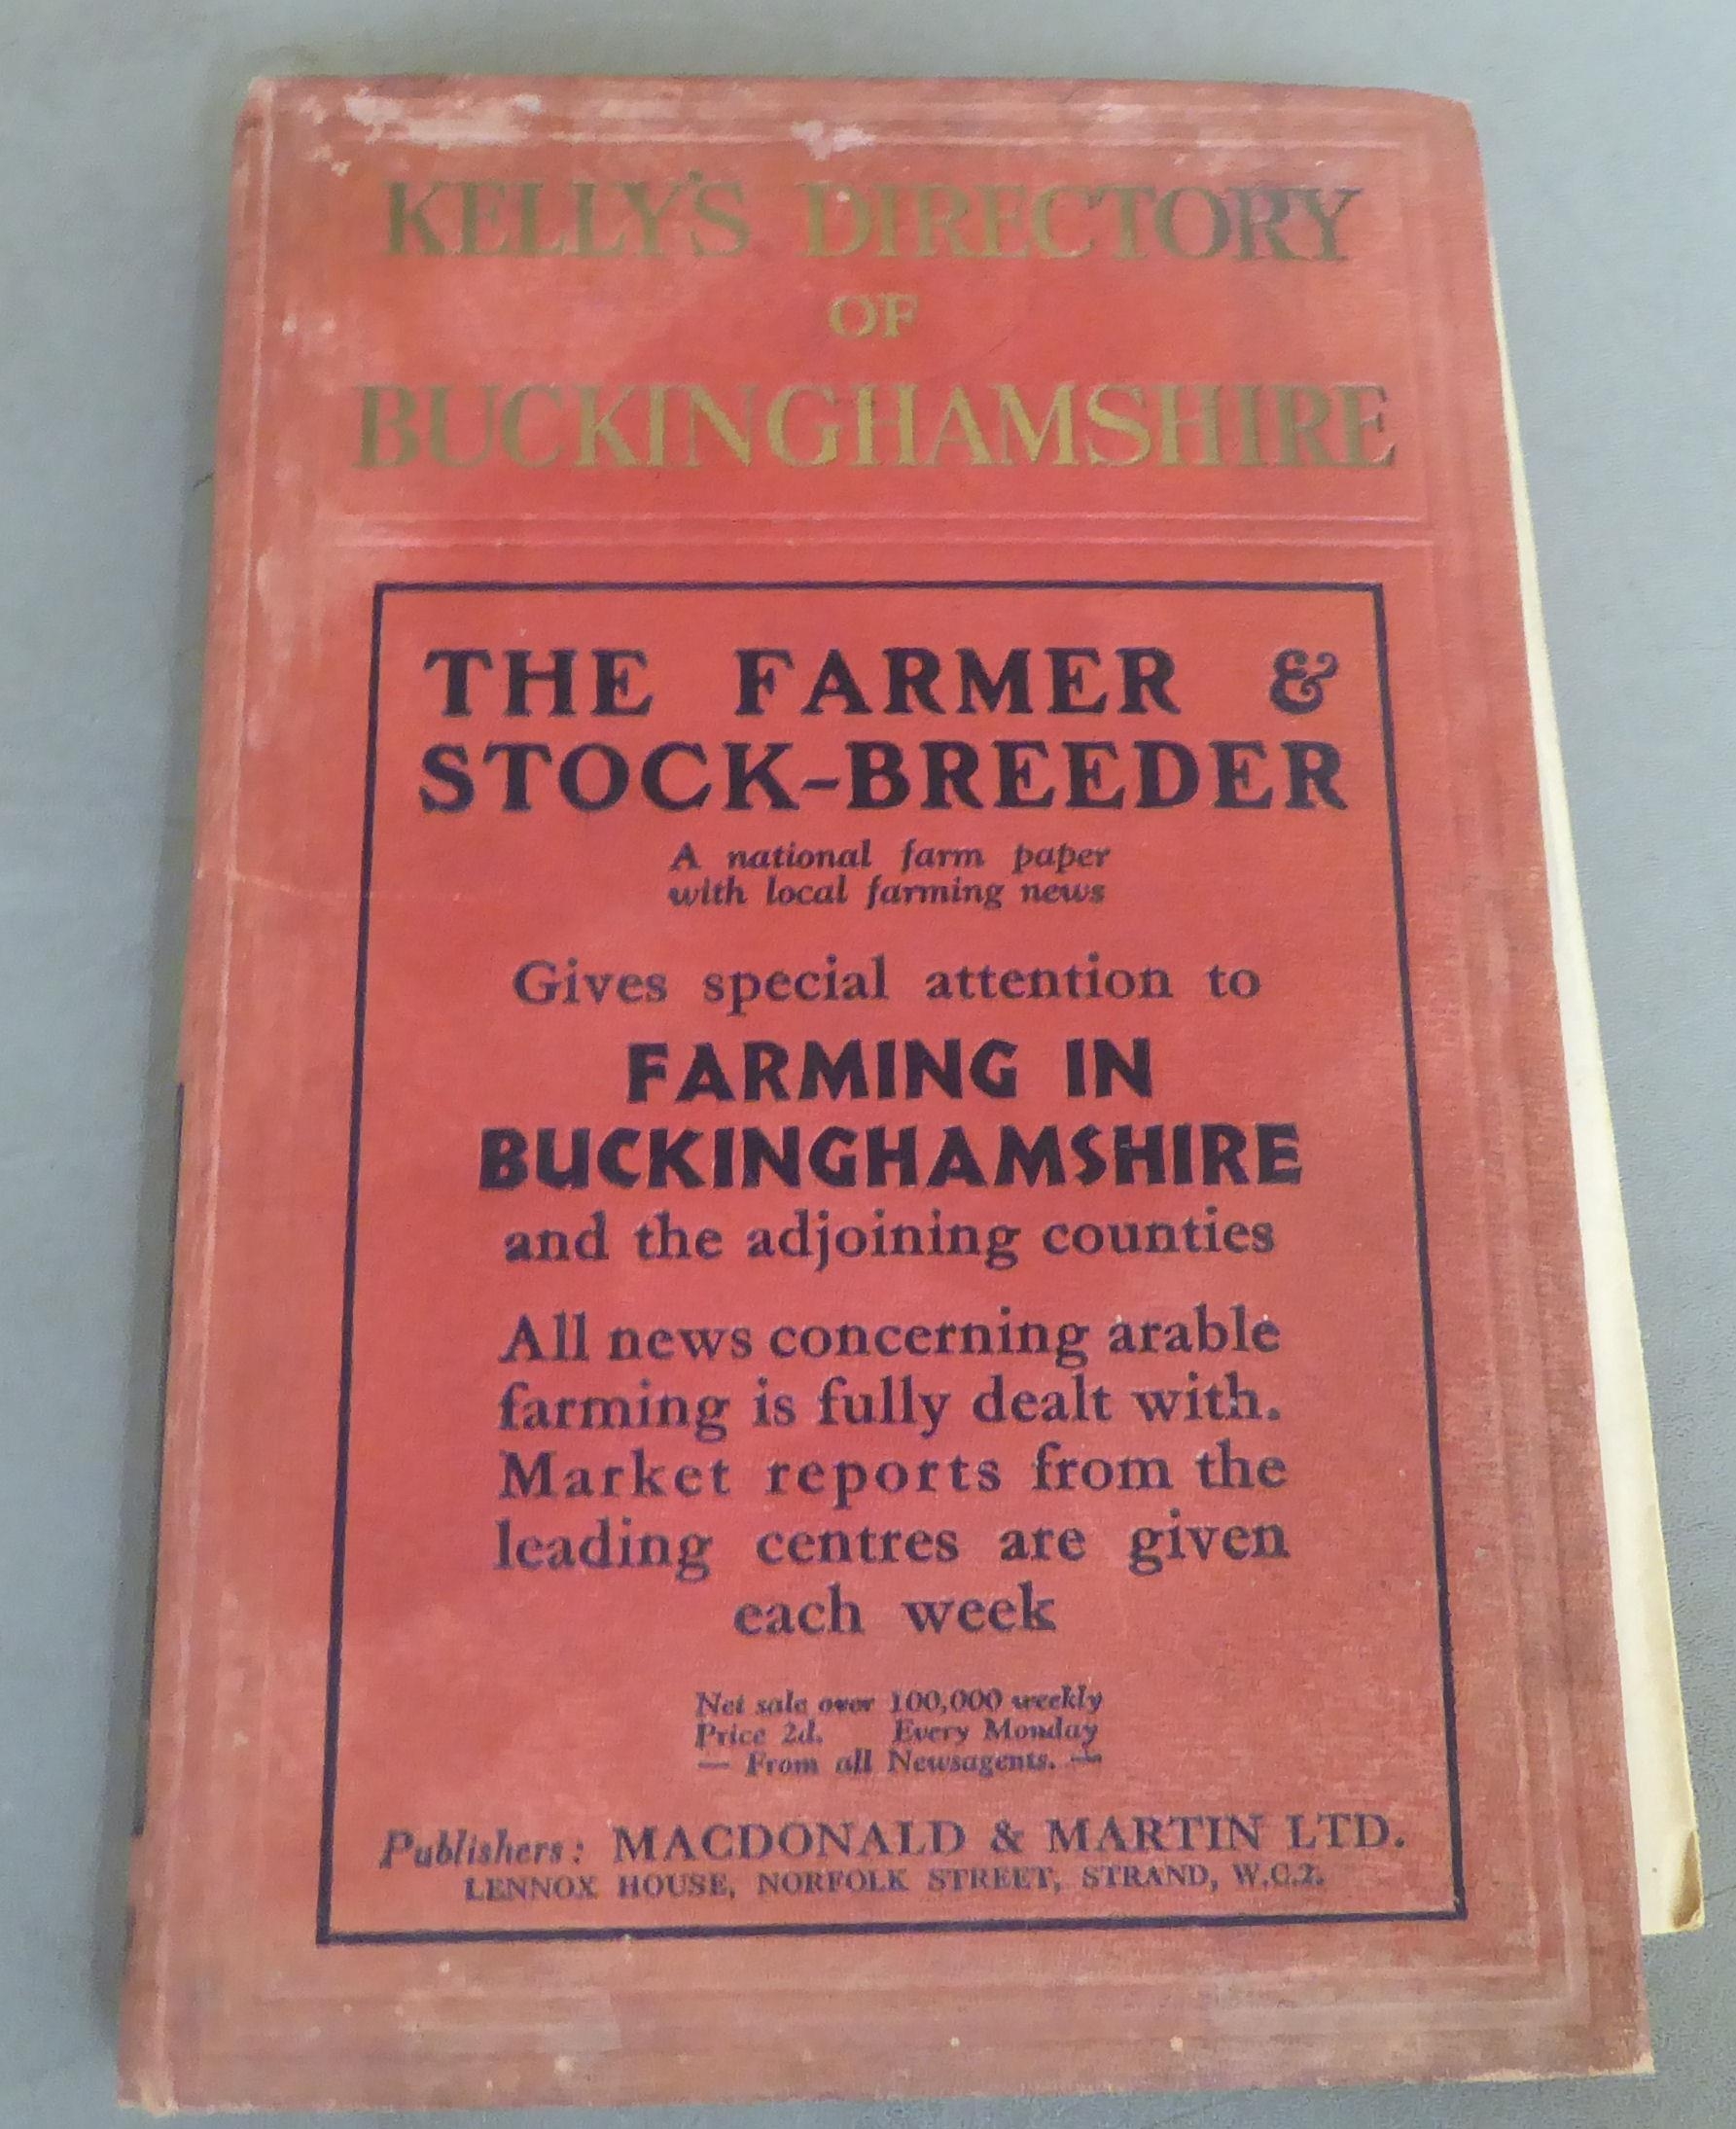 KELLY'S DIRECTORY
OF
BUCKINGHAMSHIRE
THE FARMER &
STOCK-BREEDER
A national farm paper
with local farming news
Gives special attention to
FARMING IN
BUCKINGHAMSHIRE
and the adjoining counties
All news concerning arable
farming is fully dealt with.
Market reports from the
leading centres are given
each week
Net sale over 100,000 weekly
Price 2d. Every Monday
— From all Newsagents. —
Publishers: MACDONALD & MARTIN LTD.
LENNOX HOUSE, NORFOLK STREET, STRAND, W.C.2.